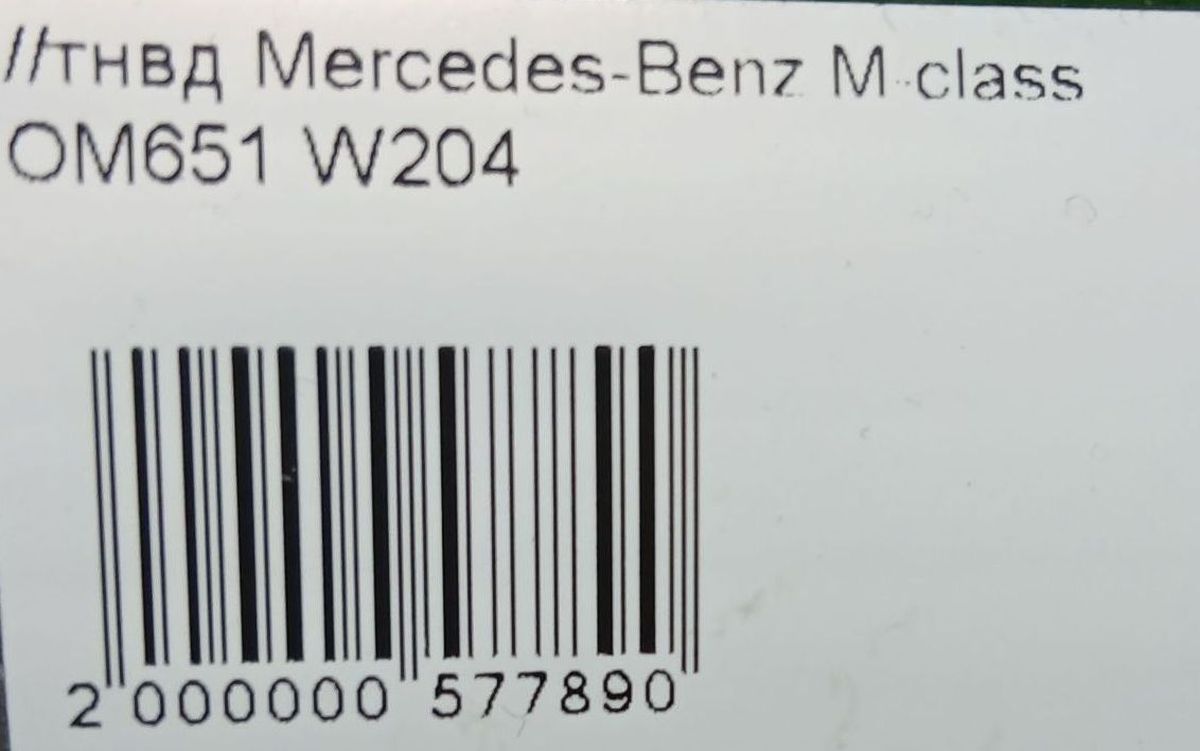 //тнвд Mercedes-Benz M class
OM651 W204
2 000000 577890